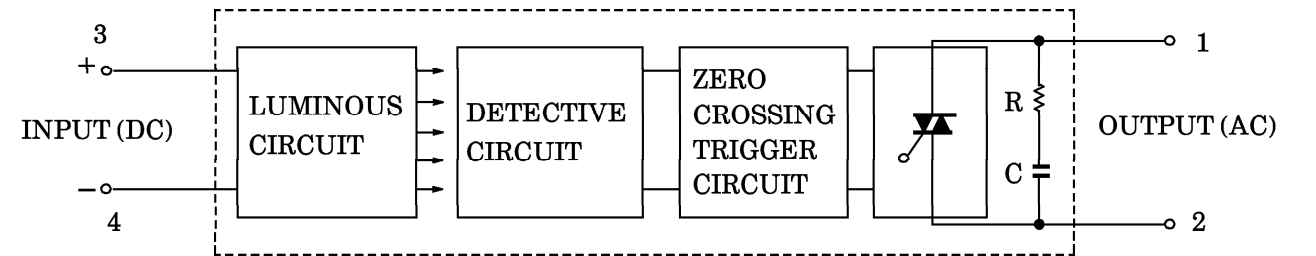 3
+
INPUT (DC)
−
4
LUMINOUS
CIRCUIT
DETECTIVE
CIRCUIT
ZERO
CROSSING
TRIGGER
CIRCUIT
R
C
1
OUTPUT (AC)
2